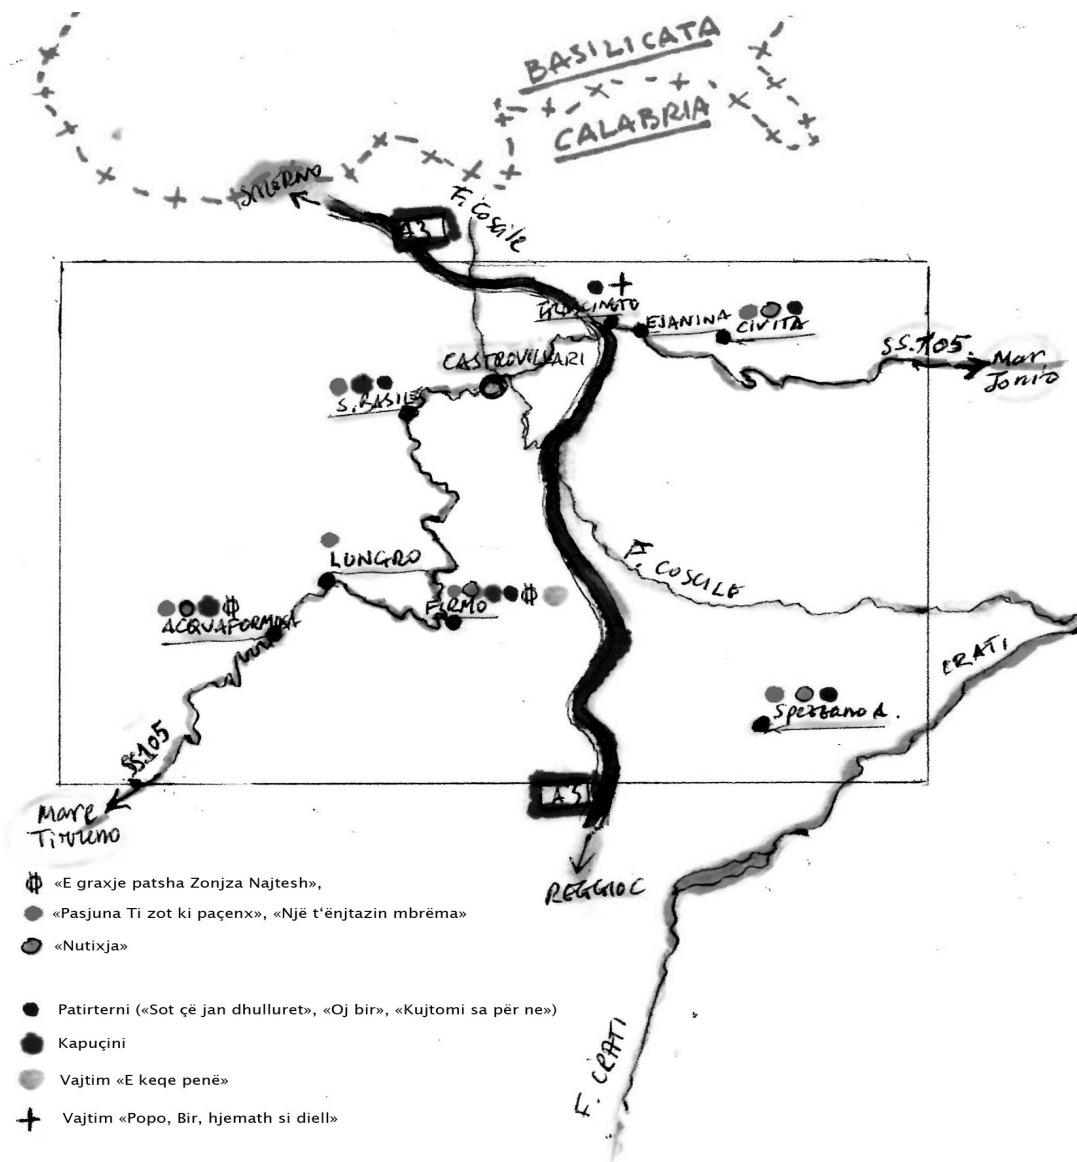 BASILICATA
CALABRIA
SALERNO
F. Coscile
A3
FRASCINETO
EJANINA
CIVITA
SS.105.
Mar
Jonio
CASTROVILLARI
S. BASILE
LUNGRO
F. COSCILE
FIRMO
ACQUAFORMOSA
CRATI
Spezzano A.
SS.105
A3
Mare
Tirreno
REGGIO C
«E graxje patsha Zonjza Najtesh»,
«Pasjuna Ti zot ki paçenx», «Një t‘ënjtazin mbrëma»
«Nutixja»
Patirterni («Sot çë jan dhulluret», «Oj bir», «Kujtomi sa për ne»)
Kapuçini
Vajtim «E keqe penë»
Vajtim «Popo, Bir, hjemath si diell»
F. CRATI